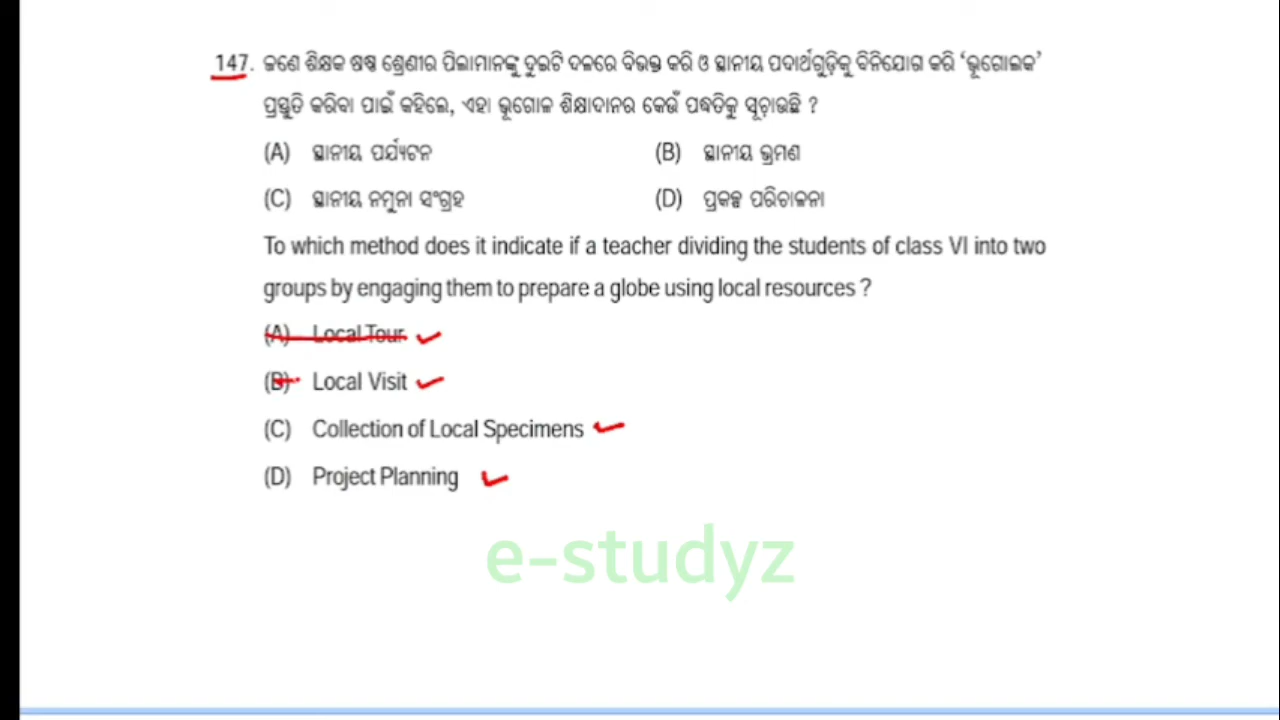 147. ଜଣେ ଶିକ୍ଷକ ଷଷ୍ଠ ଶ୍ରେଣୀର ପିଲାମାନଙ୍କୁ ଦୁଇଟି ଦଳରେ ବିଭକ୍ତ କରି ଓ ସ୍ଥାନୀୟ ପଦାର୍ଥଗୁଡ଼ିକୁ ବିନିଯୋଗ କରି ‘ଭୂଗୋଲକ’
ପ୍ରସ୍ତୁତି କରିବା ପାଇଁ କହିଲେ, ଏହା ଭୂଗୋଳ ଶିକ୍ଷାଦାନର କେଉଁ ପଦ୍ଧତିକୁ ସୂଚାଉଛି ?
(A) ସ୍ଥାନୀୟ ପର୍ଯ୍ୟଟନ (B) ସ୍ଥାନୀୟ ଭ୍ରମଣ
(C) ସ୍ଥାନୀୟ ନମୁନା ସଂଗ୍ରହ (D) ପ୍ରକଳ୍ପ ପରିଚାଳନା
To which method does it indicate if a teacher dividing the students of class VI into two
groups by engaging them to prepare a globe using local resources ?
(A) Local Tour
(B) Local Visit
(C) Collection of Local Specimens
(D) Project Planning
e-studyz